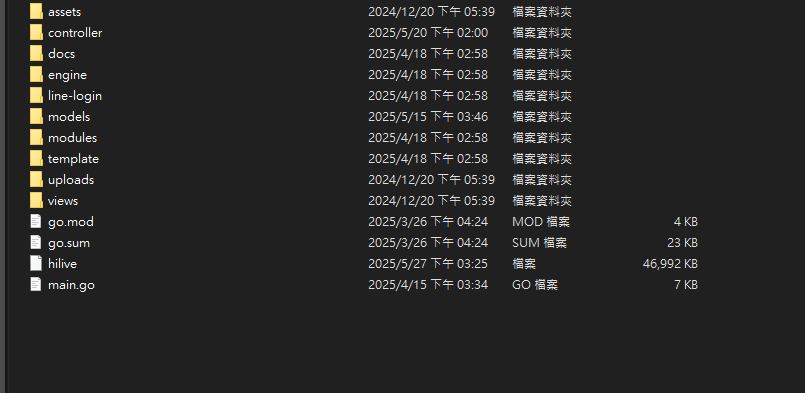 assets 2024/12/20 下午 05:39 檔案資料夾
controller 2025/5/20 下午 02:00 檔案資料夾
docs 2025/4/18 下午 02:58 檔案資料夾
engine 2025/4/18 下午 02:58 檔案資料夾
line-login 2025/4/18 下午 02:58 檔案資料夾
models 2025/5/15 下午 03:46 檔案資料夾
modules 2025/4/18 下午 02:58 檔案資料夾
template 2025/4/18 下午 02:58 檔案資料夾
uploads 2024/12/20 下午 05:39 檔案資料夾
views 2024/12/20 下午 05:39 檔案資料夾
go.mod 2025/3/26 下午 04:24 MOD 檔案 4 KB
go.sum 2025/3/26 下午 04:24 SUM 檔案 23 KB
hilive 2025/5/27 下午 03:25 檔案 46,992 KB
main.go 2025/4/15 下午 03:34 GO 檔案 7 KB